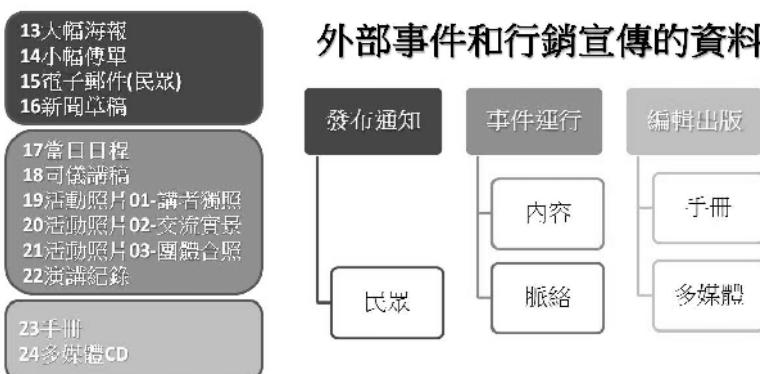 13大幅海報
14小幅傳單
15電子郵件(民眾)
16新聞草稿
17當日日程
18司儀講稿
19活動照片01-講者獨照
20活動照片02-交流實景
21活動照片03-團體合照
22演講紀錄
23手冊
24多媒體CD
外部事件和行銷宣傳的資料
發布通知
事件運行
編輯出版
內容
手冊
民眾
脈絡
多媒體